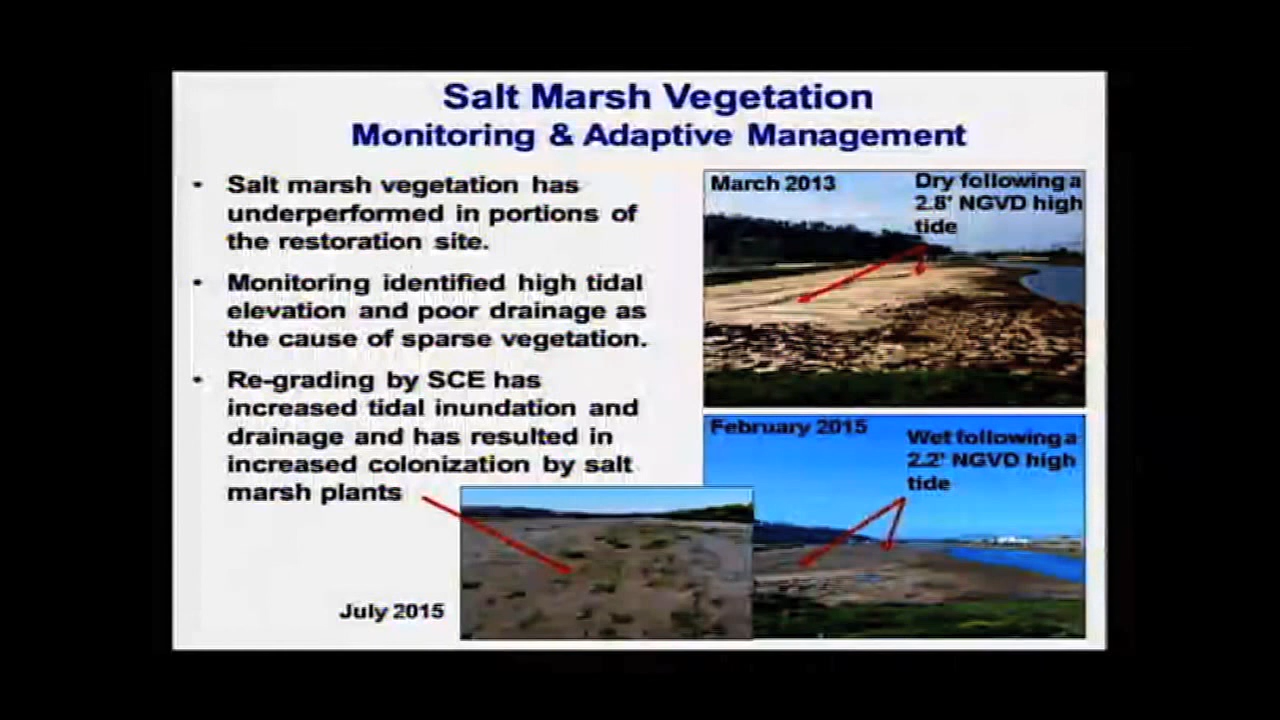 Salt Marsh Vegetation
Monitoring & Adaptive Management
• Salt marsh vegetation has
underperformed in portions of
the restoration site.
• Monitoring identified high tidal
elevation and poor drainage as
the cause of sparse vegetation.
• Re-grading by SCE has
increased tidal inundation and
drainage and has resulted in
increased colonization by salt
marsh plants
March 2013
Dry following a
2.8' NGVD high
tide
February 2015
Wet following a
2.2' NGVD high
tide
July 2015